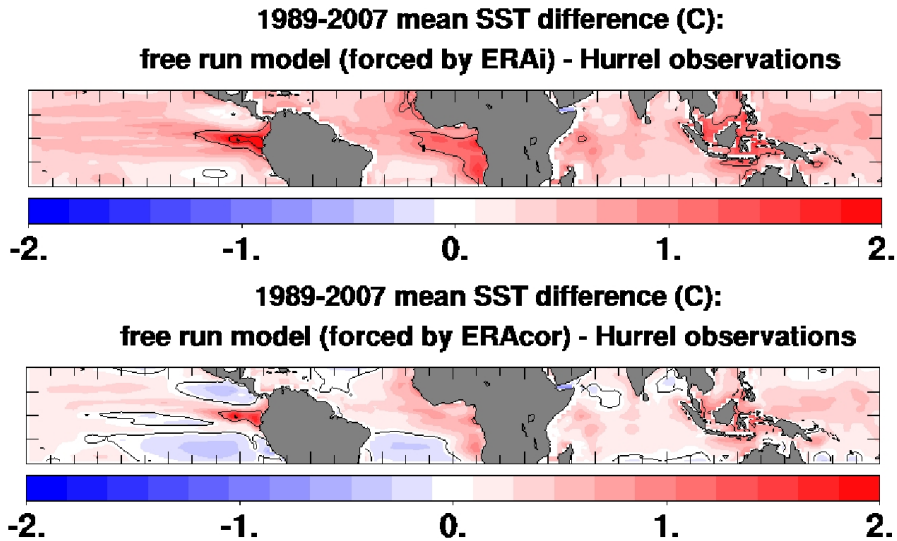 1989-2007 mean SST difference (C):
free run model (forced by ERAi) - Hurrel observations
-2. -1. 0. 1. 2.
1989-2007 mean SST difference (C):
free run model (forced by ERAcor) - Hurrel observations
-2. -1. 0. 1. 2.